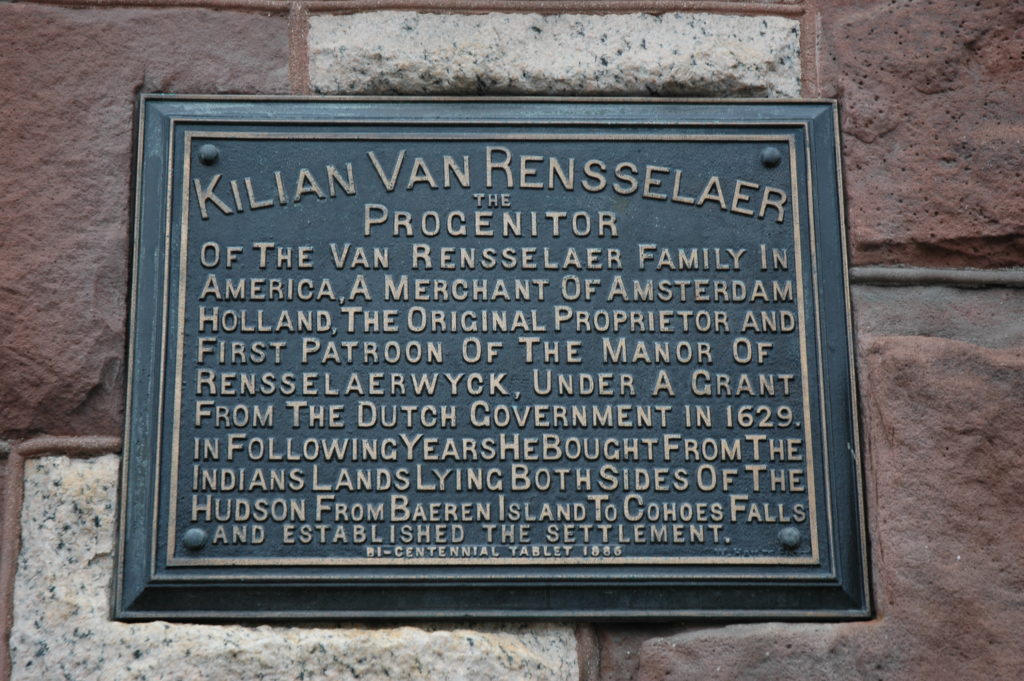 KILIAN VAN RENSSELAER
THE
PROGENITOR
OF THE VAN RENSSELAER FAMILY IN
AMERICA, A MERCHANT OF AMSTERDAM
HOLLAND, THE ORIGINAL PROPRIETOR AND
FIRST PATROON OF THE MANOR OF
RENSSELAERWYCK, UNDER A GRANT
FROM THE DUTCH GOVERNMENT IN 1629.
IN FOLLOWING YEARS HE BOUGHT FROM THE
INDIANS LANDS LYING BOTH SIDES OF THE
HUDSON FROM BAEREN ISLAND TO COHOES FALLS
AND ESTABLISHED THE SETTLEMENT.
BI-CENTENNIAL TABLET 1886